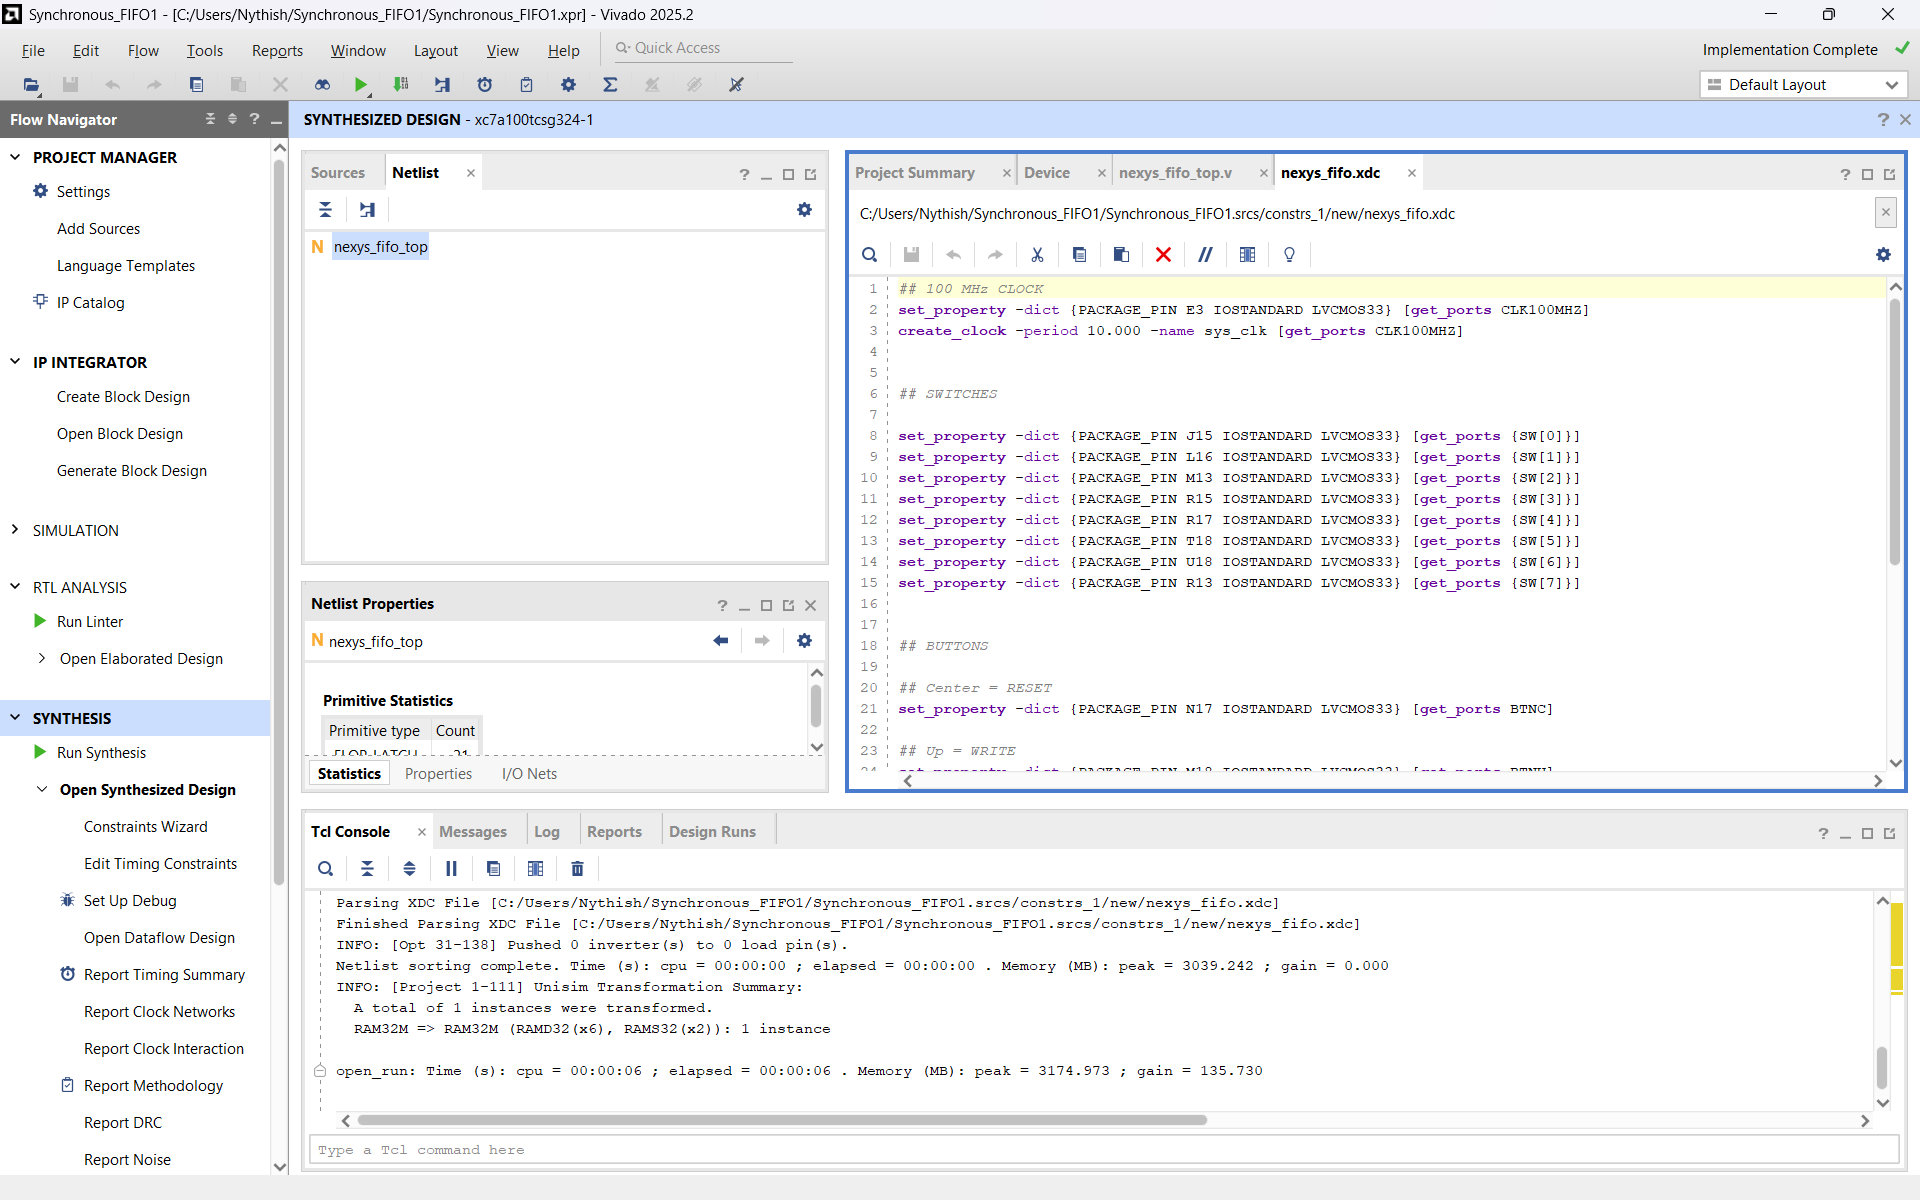 Synchronous_FIFO1 - [C:/Users/Nythish/Synchronous_FIFO1/Synchronous_FIFO1.xpr] - Vivado 2025.2
File Edit Flow Tools Reports Window Layout View Help Quick Access
Implementation Complete
Default Layout
Flow Navigator
PROJECT MANAGER
Settings
Add Sources
Language Templates
IP Catalog
IP INTEGRATOR
Create Block Design
Open Block Design
Generate Block Design
SIMULATION
RTL ANALYSIS
Run Linter
Open Elaborated Design
SYNTHESIS
Run Synthesis
Open Synthesized Design
Constraints Wizard
Edit Timing Constraints
Set Up Debug
Open Dataflow Design
Report Timing Summary
Report Clock Networks
Report Clock Interaction
Report Methodology
Report DRC
Report Noise
SYNTHESIZED DESIGN - xc7a100tcsg324-1
Sources Netlist
N nexys_fifo_top
Netlist Properties
N nexys_fifo_top
Primitive Statistics
Primitive type Count
Statistics Properties I/O Nets
Project Summary Device nexys_fifo_top.v nexys_fifo.xdc
C:/Users/Nythish/Synchronous_FIFO1/Synchronous_FIFO1.srcs/constrs_1/new/nexys_fifo.xdc
1 ## 100 MHz CLOCK
2 set_property -dict {PACKAGE_PIN E3 IOSTANDARD LVCMOS33} [get_ports CLK100MHZ]
3 create_clock -period 10.000 -name sys_clk [get_ports CLK100MHZ]
4
5
6 ## SWITCHES
7
8 set_property -dict {PACKAGE_PIN J15 IOSTANDARD LVCMOS33} [get_ports {SW[0]}]
9 set_property -dict {PACKAGE_PIN L16 IOSTANDARD LVCMOS33} [get_ports {SW[1]}]
10 set_property -dict {PACKAGE_PIN M13 IOSTANDARD LVCMOS33} [get_ports {SW[2]}]
11 set_property -dict {PACKAGE_PIN R15 IOSTANDARD LVCMOS33} [get_ports {SW[3]}]
12 set_property -dict {PACKAGE_PIN R17 IOSTANDARD LVCMOS33} [get_ports {SW[4]}]
13 set_property -dict {PACKAGE_PIN T18 IOSTANDARD LVCMOS33} [get_ports {SW[5]}]
14 set_property -dict {PACKAGE_PIN U18 IOSTANDARD LVCMOS33} [get_ports {SW[6]}]
15 set_property -dict {PACKAGE_PIN R13 IOSTANDARD LVCMOS33} [get_ports {SW[7]}]
16
17
18 ## BUTTONS
19
20 ## Center = RESET
21 set_property -dict {PACKAGE_PIN N17 IOSTANDARD LVCMOS33} [get_ports BTNC]
22
23 ## Up = WRITE
Tcl Console Messages Log Reports Design Runs
Parsing XDC File [C:/Users/Nythish/Synchronous_FIFO1/Synchronous_FIFO1.srcs/constrs_1/new/nexys_fifo.xdc]
Finished Parsing XDC File [C:/Users/Nythish/Synchronous_FIFO1/Synchronous_FIFO1.srcs/constrs_1/new/nexys_fifo.xdc]
INFO: [Opt 31-138] Pushed 0 inverter(s) to 0 load pin(s).
Netlist sorting complete. Time (s): cpu = 00:00:00 ; elapsed = 00:00:00 . Memory (MB): peak = 3039.242 ; gain = 0.000
INFO: [Project 1-111] Unisim Transformation Summary:
A total of 1 instances were transformed.
RAM32M => RAM32M (RAMD32(x6), RAMS32(x2)): 1 instance
open_run: Time (s): cpu = 00:00:06 ; elapsed = 00:00:06 . Memory (MB): peak = 3174.973 ; gain = 135.730
Type a Tcl command here